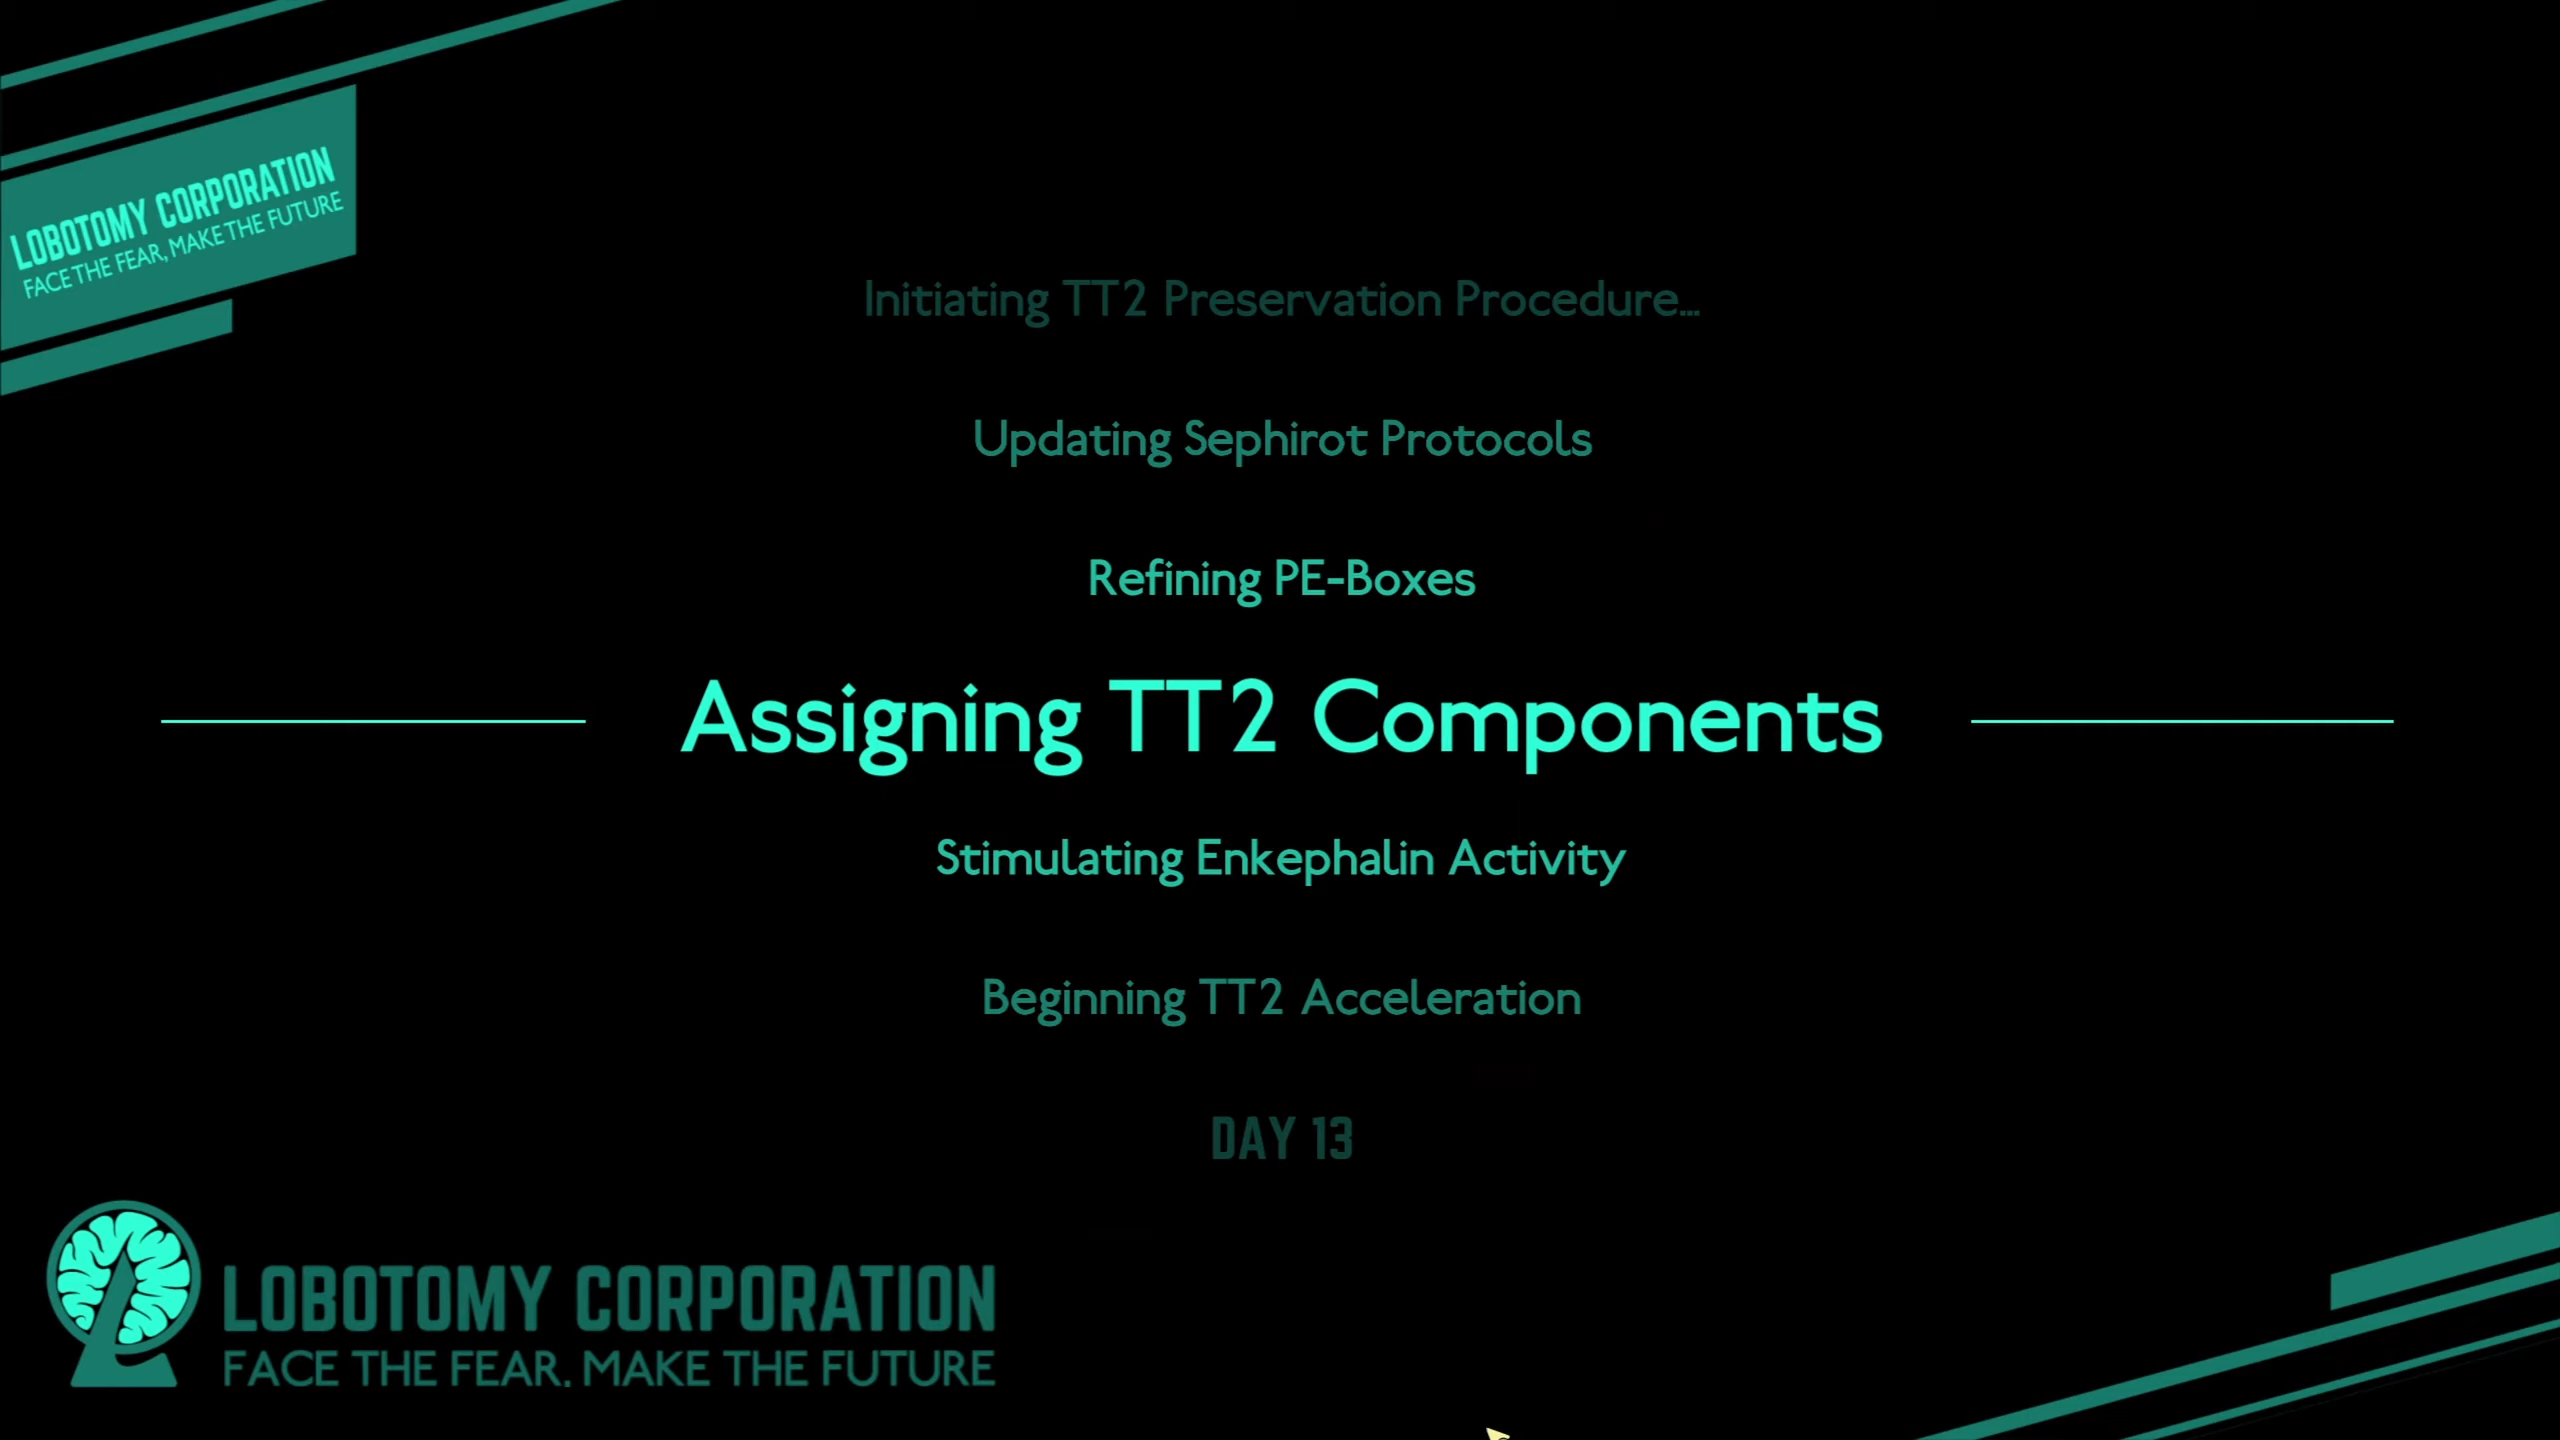 LOBOTOMY CORPORATION
FACE THE FEAR, MAKE THE FUTURE
Initiating TT2 Preservation Procedure...
Updating Sephirot Protocols
Refining PE-Boxes
Assigning TT2 Components
Stimulating Enkephalin Activity
Beginning TT2 Acceleration
DAY 13
LOBOTOMY CORPORATION
FACE THE FEAR. MAKE THE FUTURE